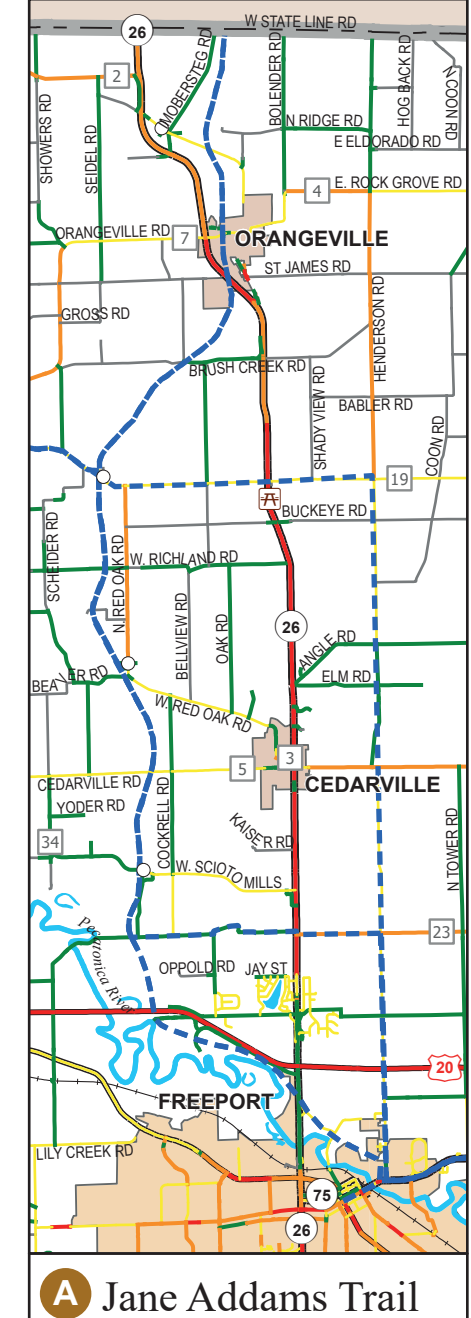 W STATE LINE RD
26
MOBERSTEG RD
BOLENDER RD
HOG BACK RD
N COON RD
2
SHOWERS RD
SEIDEL RD
N RIDGE RD
E ELDORADO RD
4
E. ROCK GROVE RD
ORANGEVILLE RD
7
ORANGEVILLE
ST JAMES RD
GROSS RD
HENDERSON RD
BRUSH CREEK RD
SHADY VIEW RD
BABLER RD
COON RD
19
BUCKEYE RD
SCHEIDER RD
N. RED OAK RD
W. RICHLAND RD
BELLVIEW RD
OAK RD
26
ANGLE RD
ELM RD
BEAVER RD
W. RED OAK RD
5
3
CEDARVILLE RD
CEDARVILLE
YODER RD
COCKRELL RD
KAISER RD
N TOWER RD
34
W. SCIOTO MILLS
Pecatonica River
23
OPPOLD RD
JAY ST
20
FREEPORT
LILY CREEK RD
75
26
A Jane Addams Trail